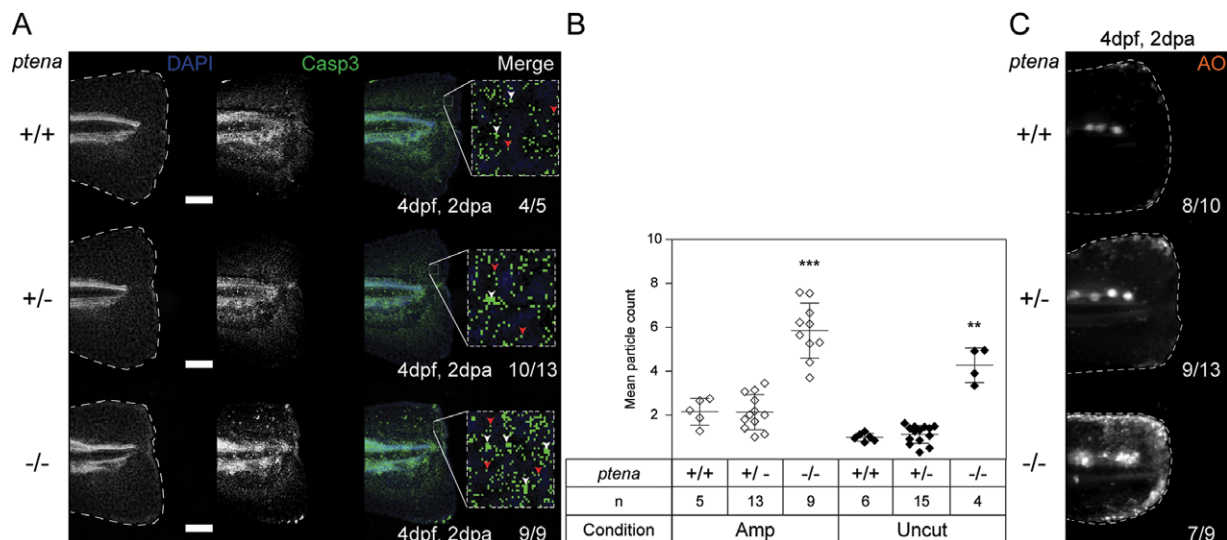 A
ptena
DAPI
Casp3
Merge
+/+
4dpf, 2dpa
4/5
+/-
4dpf, 2dpa
10/13
-/-
4dpf, 2dpa
9/9
B
Mean particle count
10
8
6
4
2
***
**
ptena +/+ +/ - -/- +/+ +/- -/-
n 5 13 9 6 15 4
Condition Amp Uncut
C
4dpf, 2dpa
ptena
AO
+/+
8/10
+/-
9/13
-/-
7/9